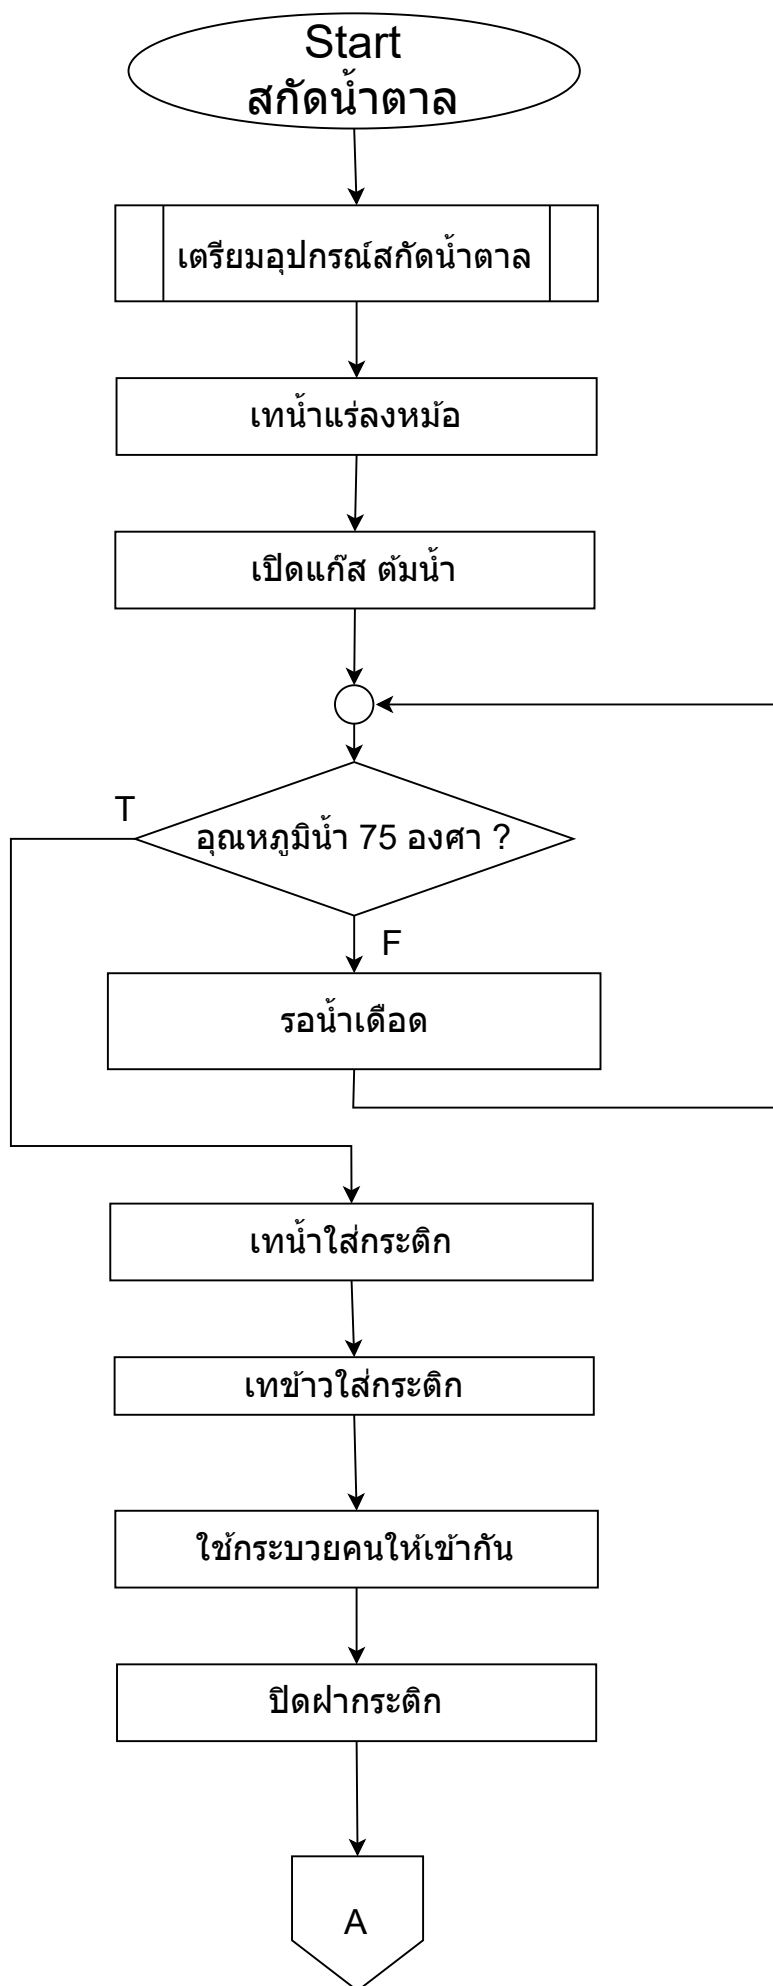 Start
สกัดน้ำตาล
เตรียมอุปกรณ์สกัดน้ำตาล
เทน้ำแร่ลงหม้อ
เปิดแก๊ส ต้มน้ำ
T
อุณหภูมิน้ำ 75 องศา ?
F
รอน้ำเดือด
เทน้ำใส่กระติก
เทข้าวใส่กระติก
ใช้กระบวยคนให้เข้ากัน
ปิดฝากระติก
A